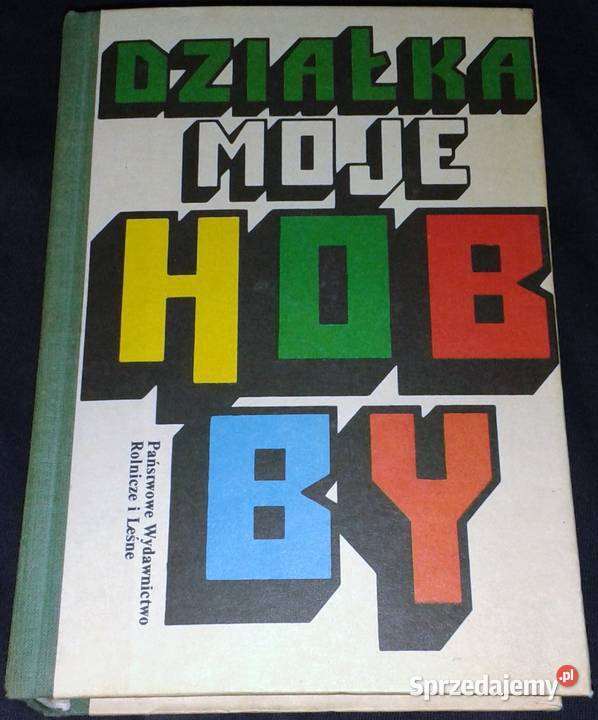 DZIAŁKA
MOJE
HOB
BY
Państwowe Wydawnictwo
Rolnicze i Leśne
Sprzedajemy.pl